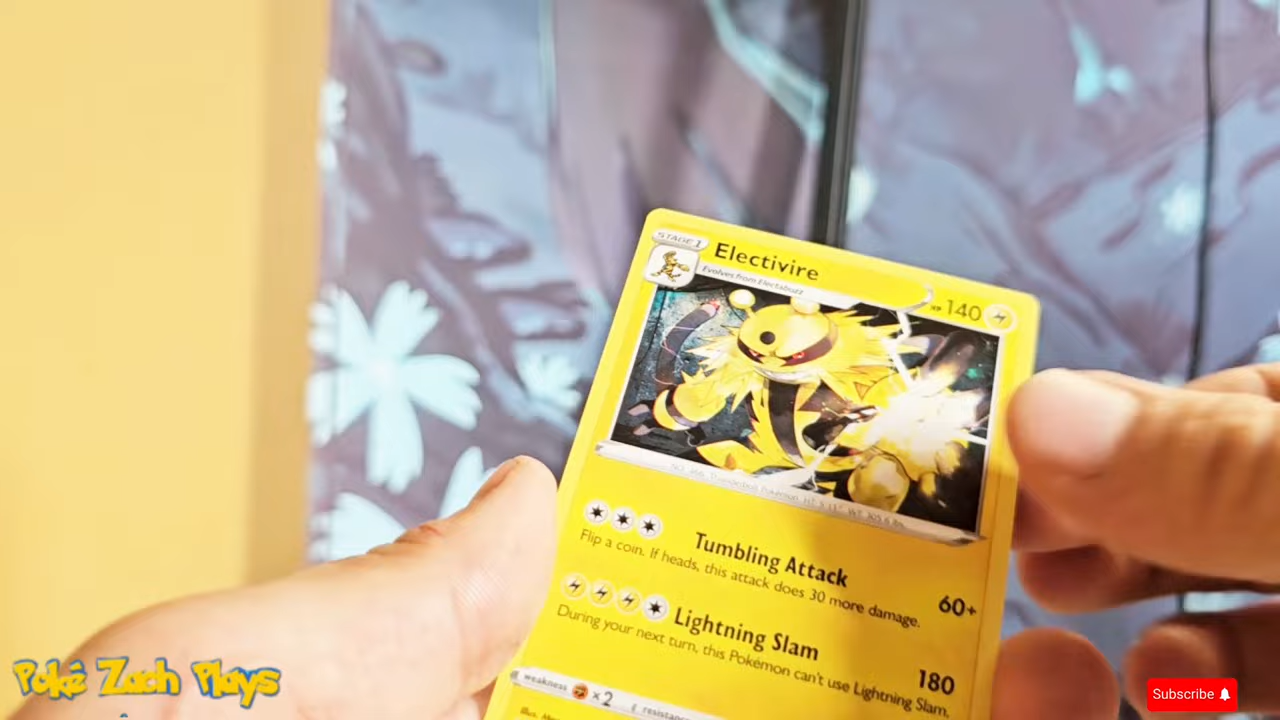 STAGE 1
Electivire
Evolves from Electabuzz
HP 140
Tumbling Attack
60+
Flip a coin. If heads, this attack does 30 more damage.
Lightning Slam
180
During your next turn, this Pokémon can't use Lightning Slam.
weakness
x2
resistance
Poké Zach Plays
Subscribe